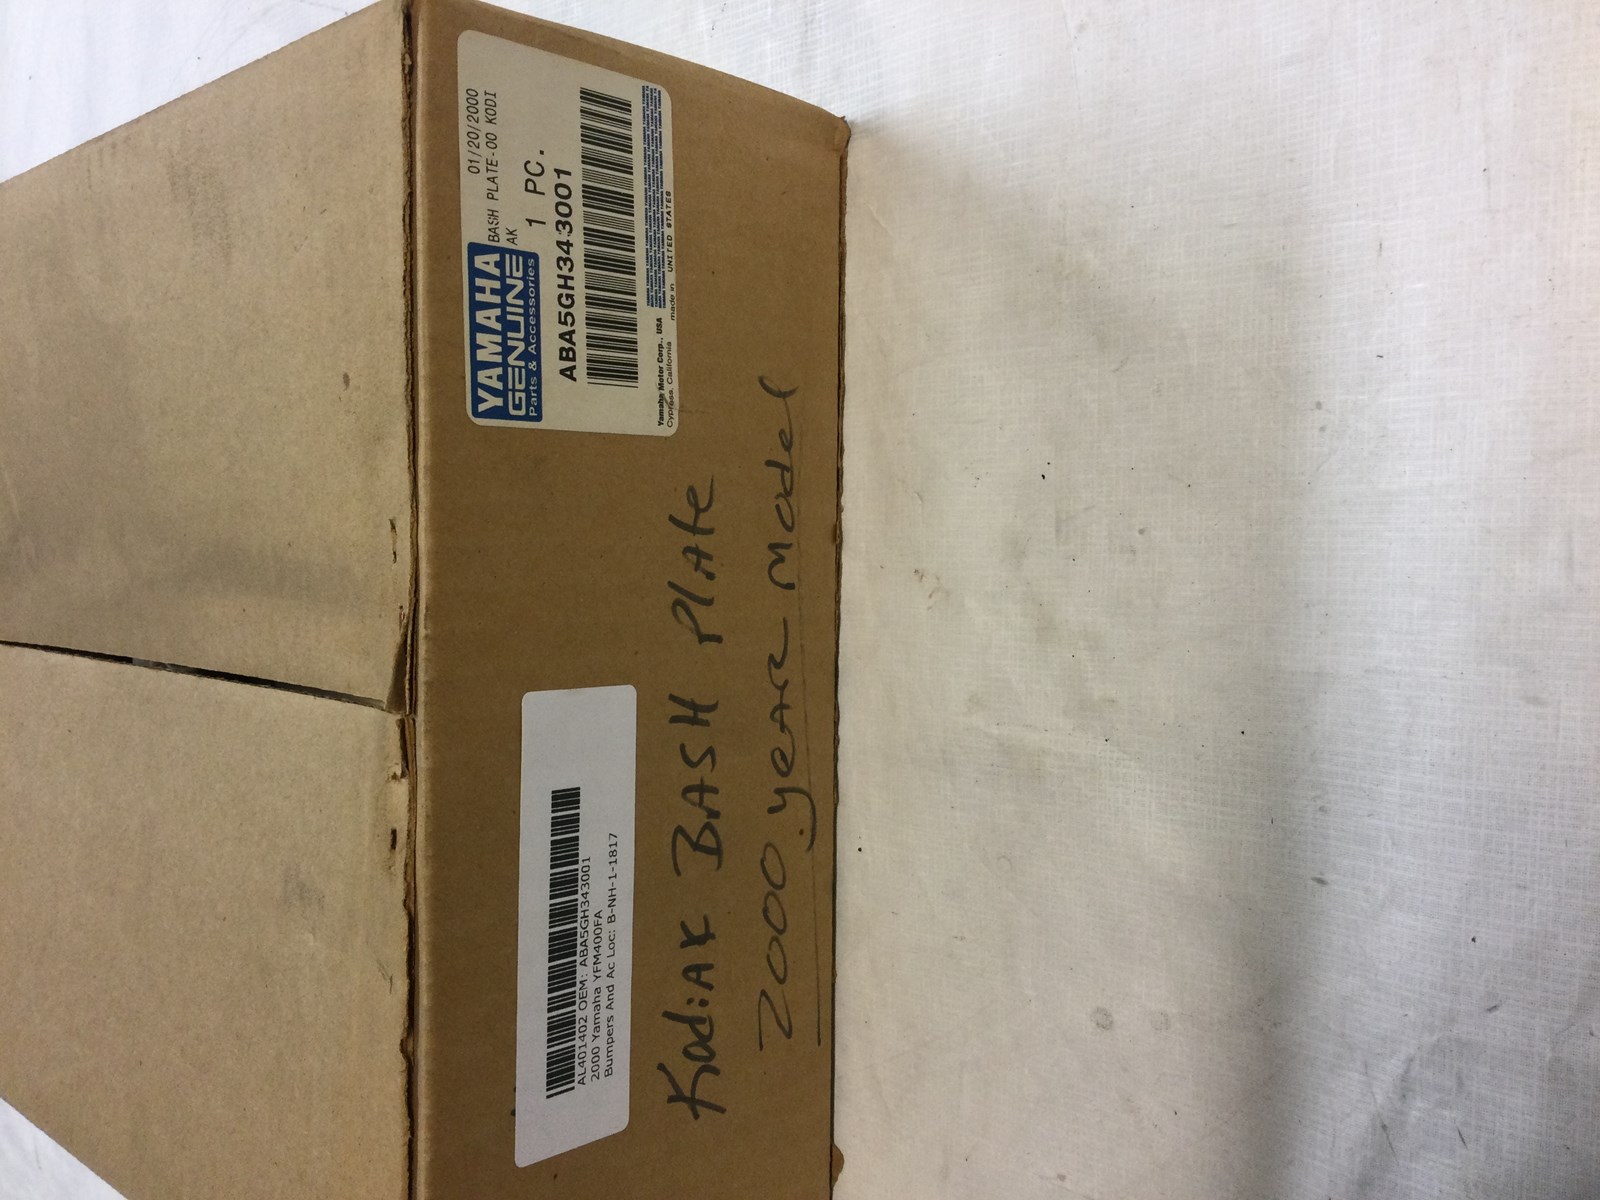 YAMAHA
GENUINE
Parts & Accessories
01/20/2000
BASH PLATE-00 KODI
AK
1 PC.
ABA5GH343001
Yamaha Motor Corp., USA
Cypress, California
made in UNITED STATES
AL401402 OEM: ABA5GH343001
2000 Yamaha YFM400FA
Bumpers And Ac Loc: B-NH-1-1817
Kodiak BASH PlAte
2000 yeAr Model